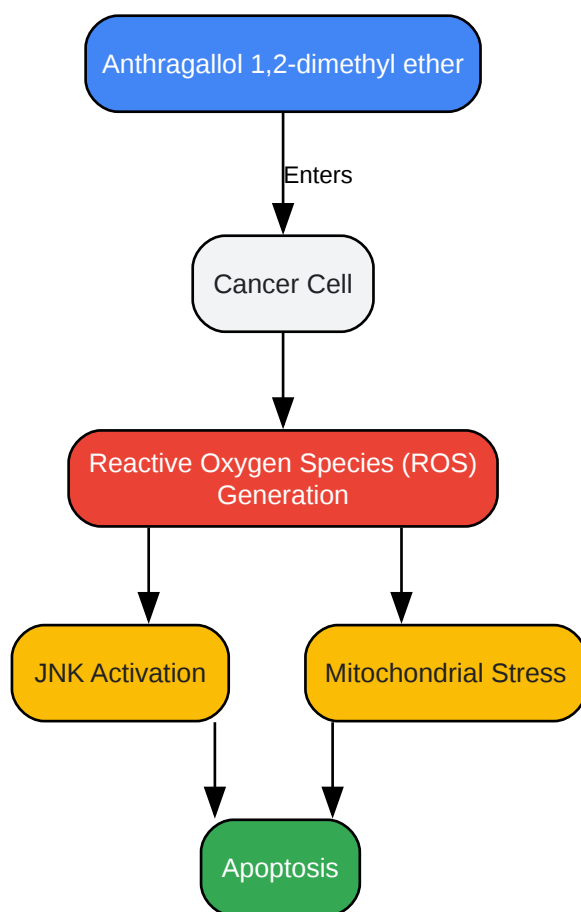 Anthragallol 1,2-dimethyl ether
Enters
Cancer Cell
Reactive Oxygen Species (ROS)
Generation
JNK Activation
Mitochondrial Stress
Apoptosis